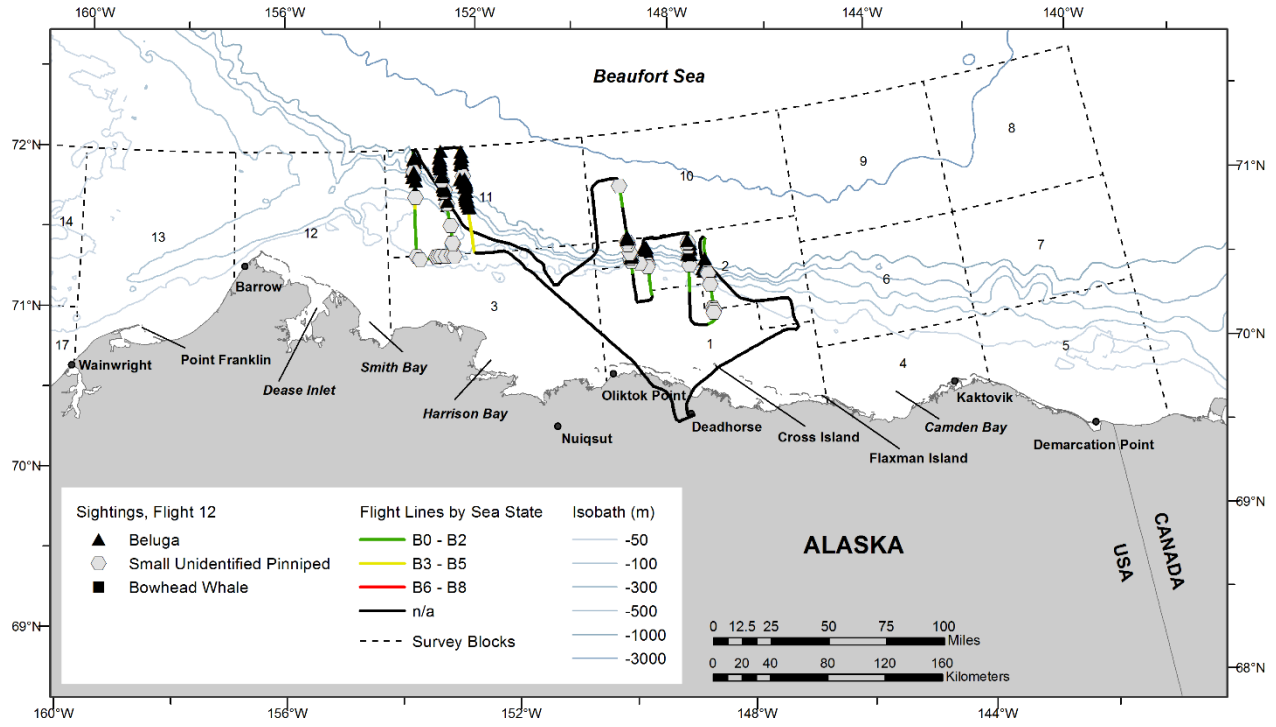 160°W 156°W 152°W 148°W 144°W 140°W
Beaufort Sea
72°N
71°N
8
9
10
11
14
13
12
7
2
6
71°N
70°N
3
1
17
5
4
Barrow
Point Franklin
Wainwright
Dease Inlet
Smith Bay
Harrison Bay
Oliktok Point
Nuiqsut
Deadhorse
Cross Island
Flaxman Island
Camden Bay
Kaktovik
Demarcation Point
70°N
69°N
69°N
68°N
ALASKA
USA
CANADA
Sightings, Flight 12
Beluga
Small Unidentified Pinniped
Bowhead Whale
Flight Lines by Sea State
B0 - B2
B3 - B5
B6 - B8
n/a
Survey Blocks
Isobath (m)
-50
-100
-300
-500
-1000
-3000
0 12.5 25 50 75 100
Miles
0 20 40 80 120 160
Kilometers
160°W 156°W 152°W 148°W 144°W